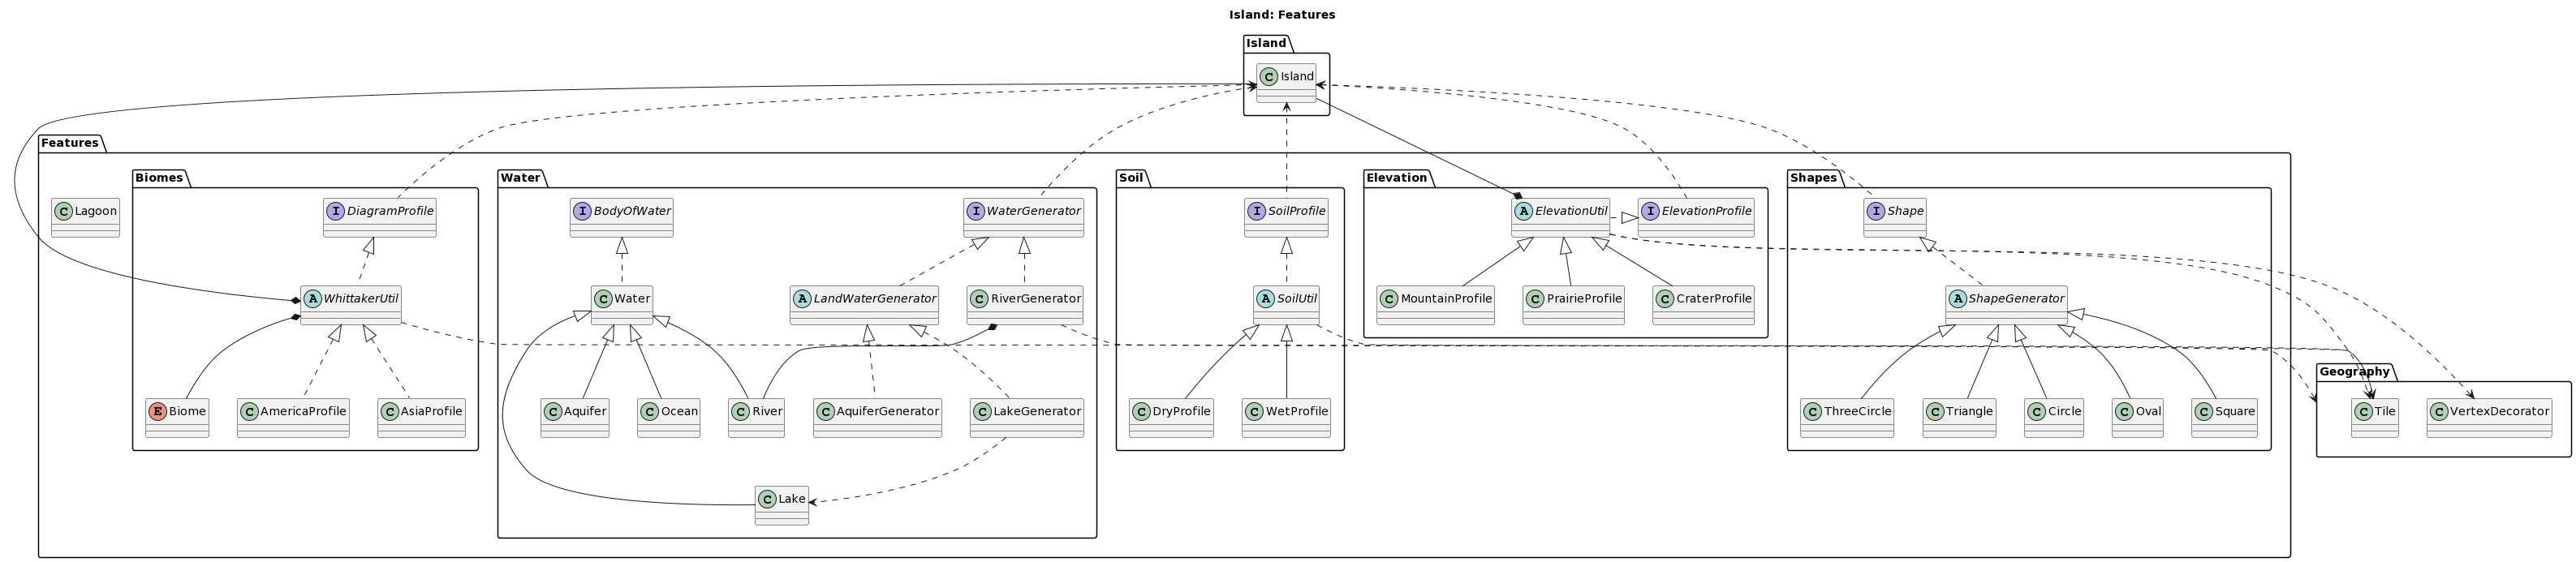 Island: Features
Island
C Island
Features
Biomes
Water
Soil
Elevation
Shapes
C Lagoon
I DiagramProfile
I BodyOfWater
I WaterGenerator
I SoilProfile
A ElevationUtil
I ElevationProfile
I Shape
A WhittakerUtil
C Water
A LandWaterGenerator
C RiverGenerator
A SoilUtil
C MountainProfile
C PrairieProfile
C CraterProfile
A ShapeGenerator
Geography
E Biome
C AmericaProfile
C AsiaProfile
C Aquifer
C Ocean
C River
C AquiferGenerator
C LakeGenerator
C DryProfile
C WetProfile
C ThreeCircle
C Triangle
C Circle
C Oval
C Square
C Tile
C VertexDecorator
C Lake